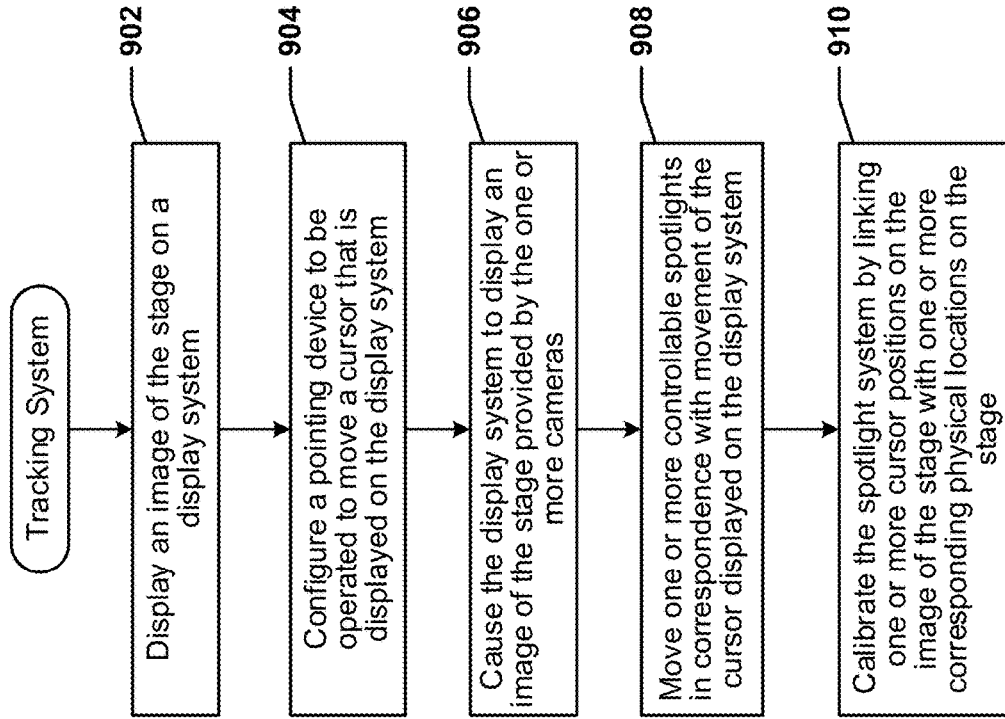 Tracking System
902
Display an image of the stage on a
display system
904
Configure a pointing device to be
operated to move a cursor that is
displayed on the display system
906
Cause the display system to display an
image of the stage provided by the one or
more cameras
908
Move one or more controllable spotlights
in correspondence with movement of the
cursor displayed on the display system
910
Calibrate the spotlight system by linking
one or more cursor positions on the
image of the stage with one or more
corresponding physical locations on the
stage